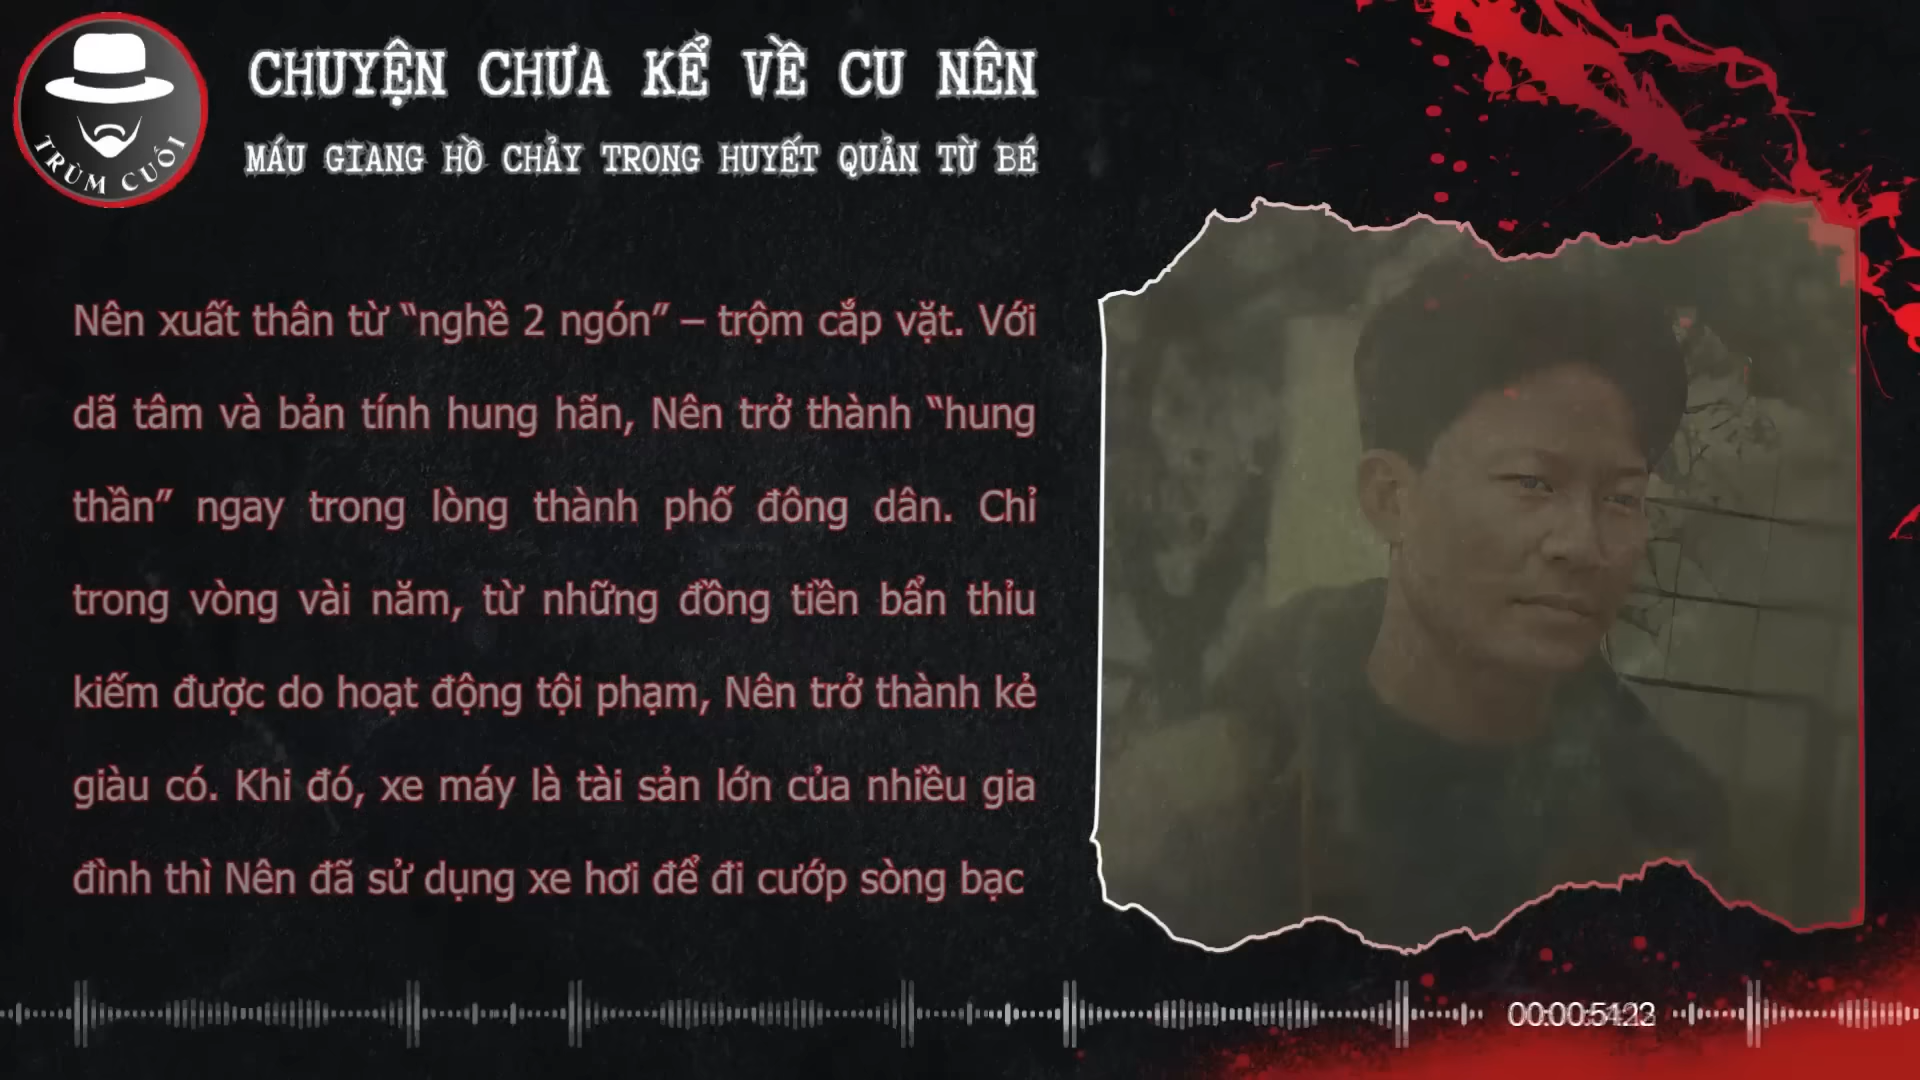 TRÙM CUỐI
CHUYỆN CHƯA KỂ VỀ CU NÊN
MÁU GIANG HỒ CHẢY TRONG HUYẾT QUẢN TỪ BÉ
Nên xuất thân từ “nghề 2 ngón” – trộm cắp vặt. Với
dã tâm và bản tính hung hãn, Nên trở thành “hung
thần” ngay trong lòng thành phố đông dân. Chỉ
trong vòng vài năm, từ những đồng tiền bẩn thỉu
kiếm được do hoạt động tội phạm, Nên trở thành kẻ
giàu có. Khi đó, xe máy là tài sản lớn của nhiều gia
đình thì Nên đã sử dụng xe hơi để đi cướp sòng bạc